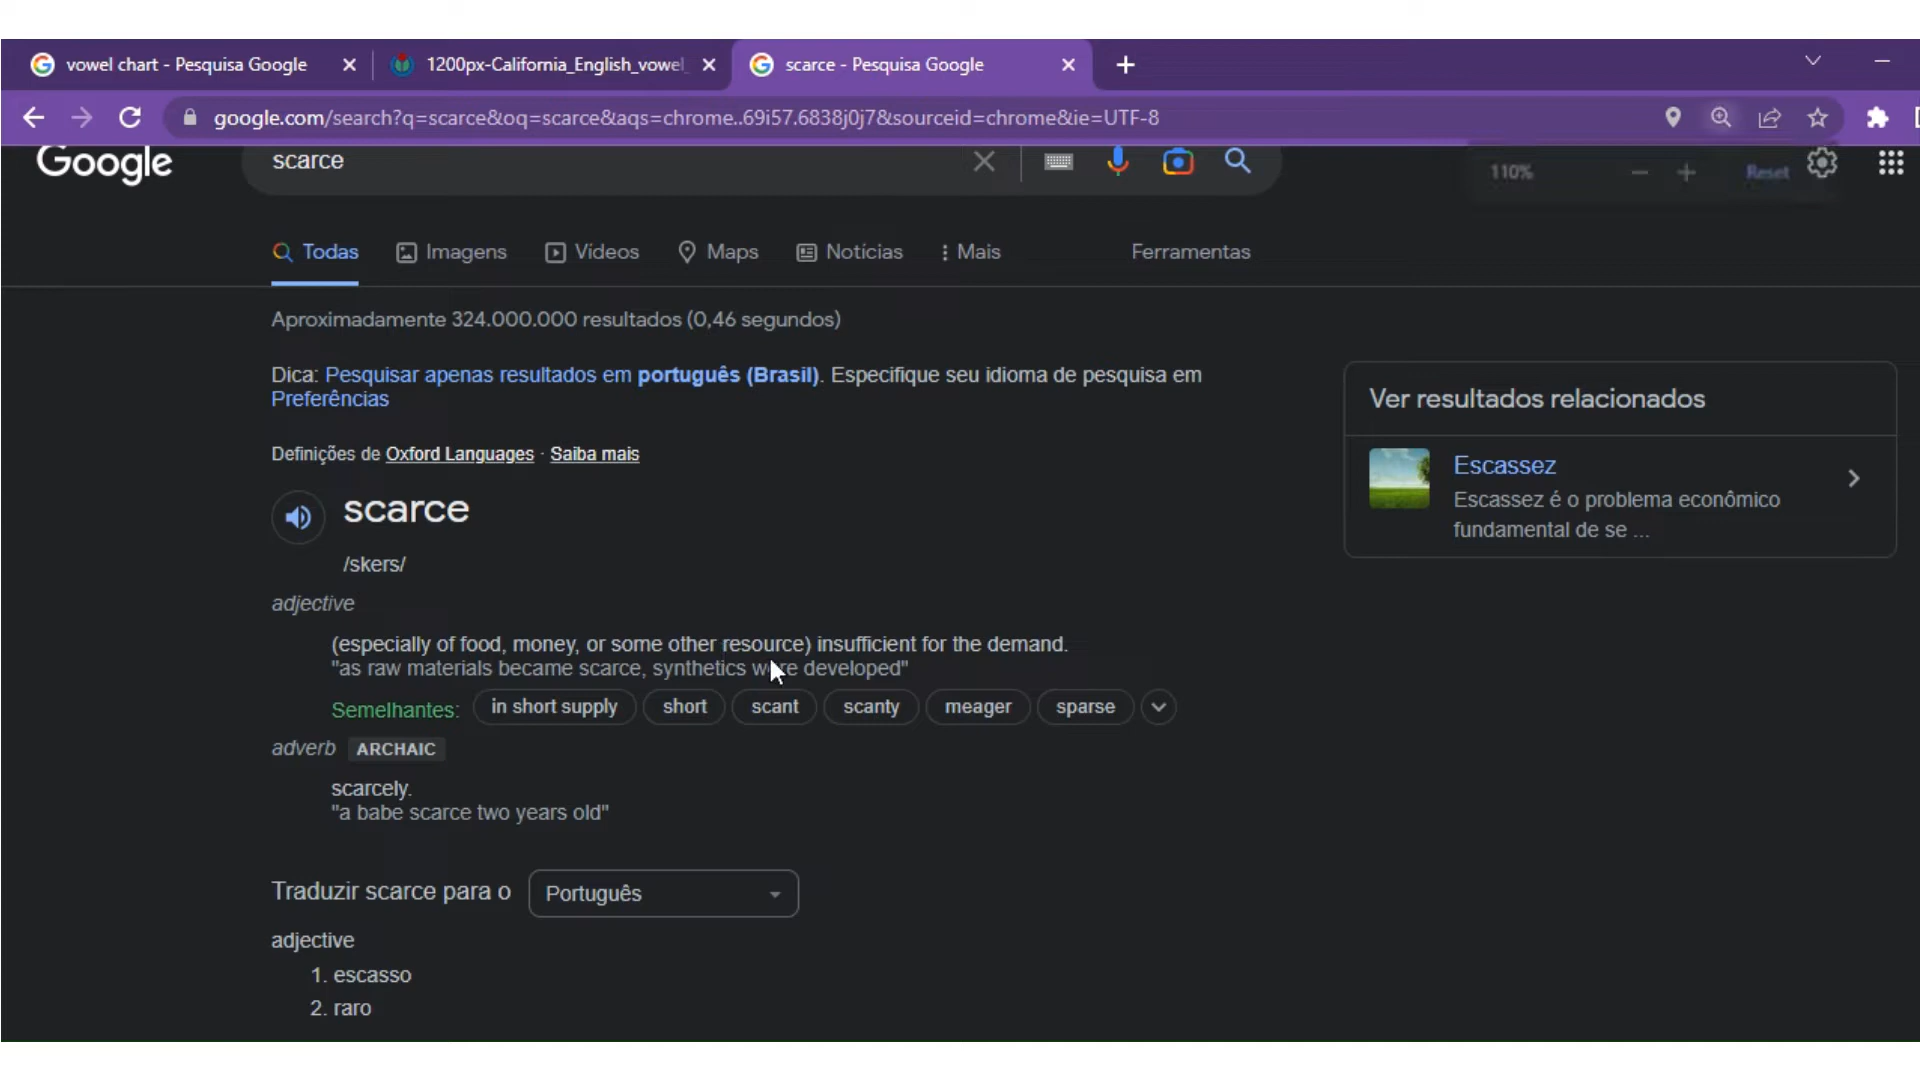 vowel chart - Pesquisa Google
1200px-California_English_vowel_
scarce - Pesquisa Google
google.com/search?q=scarce&oq=scarce&aqs=chrome..69i57.6838j0j7&sourceid=chrome&ie=UTF-8
Google
scarce
110%
Reset
Todas
Imagens
Vídeos
Maps
Notícias
Mais
Ferramentas
Aproximadamente 324.000.000 resultados (0,46 segundos)
Dica: Pesquisar apenas resultados em português (Brasil). Especifique seu idioma de pesquisa em
Preferências
Definições de Oxford Languages · Saiba mais
scarce
/skers/
adjective
(especially of food, money, or some other resource) insufficient for the demand.
"as raw materials became scarce, synthetics were developed"
Semelhantes:
in short supply
short
scant
scanty
meager
sparse
adverb ARCHAIC
scarcely.
"a babe scarce two years old"
Traduzir scarce para o
Português
adjective
1. escasso
2. raro
Ver resultados relacionados
Escassez
Escassez é o problema econômico
fundamental de se ...